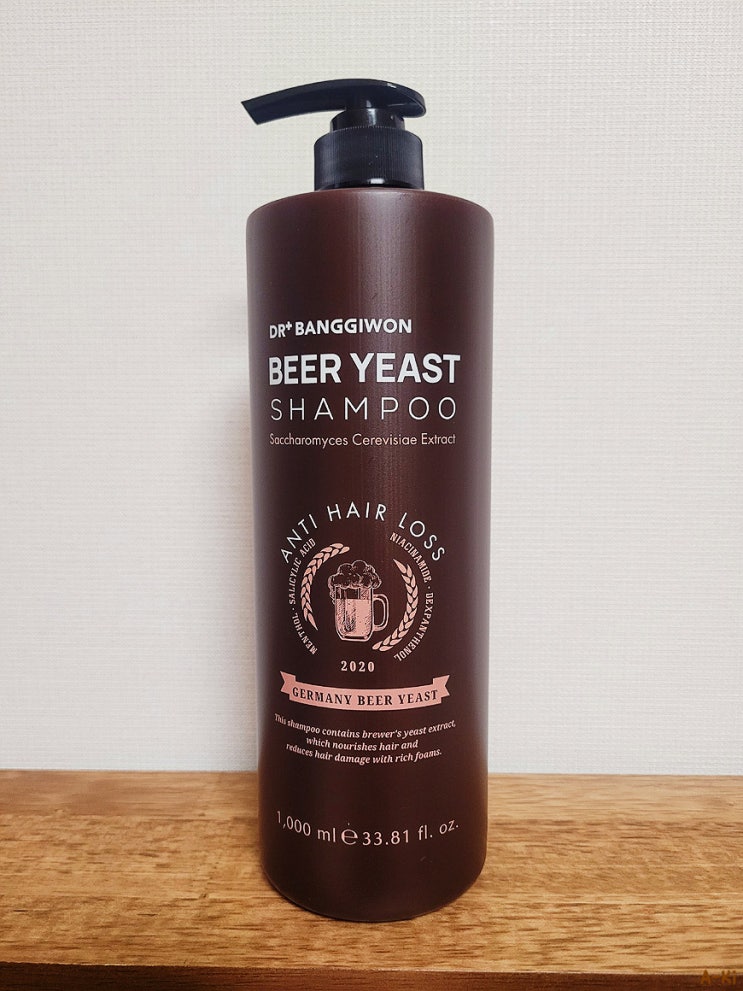 DR+ BANGGIWON
BEER YEAST
SHAMPOO
Saccharomyces Cerevisiae Extract
ANTI HAIR LOSS
MENTHOL · SALICYLIC ACID
NIACINAMIDE · DEXPANTHENOL
2020
GERMANY BEER YEAST
This shampoo contains brewer's yeast extract,
which nourishes hair and
reduces hair damage with rich foams.
1,000 ml ℮ 33.81 fl. oz.